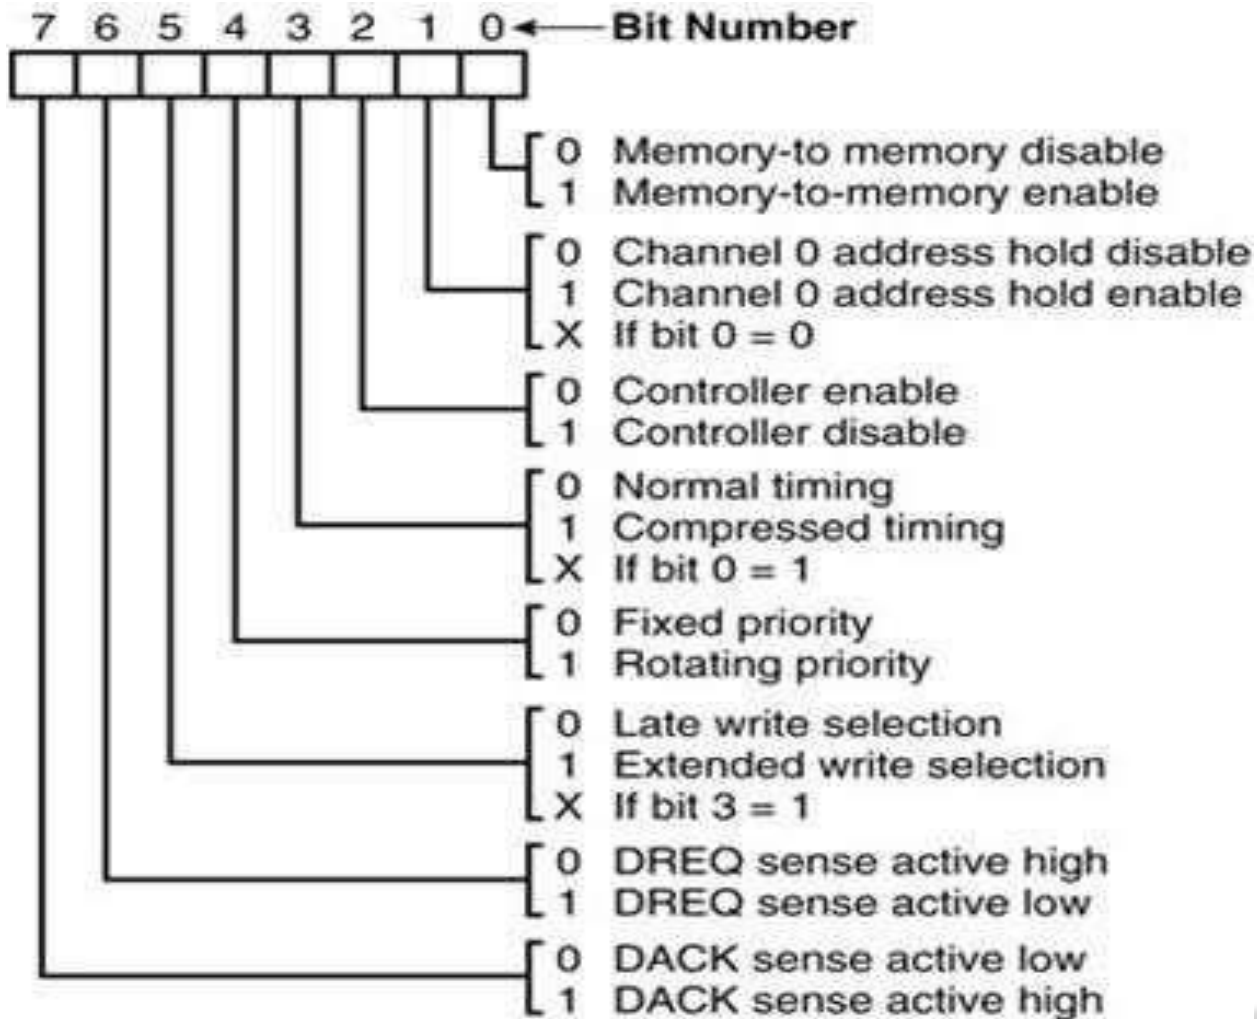 7 6 5 4 3 2 1 0 Bit Number
0 Memory-to memory disable
1 Memory-to-memory enable
0 Channel 0 address hold disable
1 Channel 0 address hold enable
X If bit 0 = 0
0 Controller enable
1 Controller disable
0 Normal timing
1 Compressed timing
X If bit 0 = 1
0 Fixed priority
1 Rotating priority
0 Late write selection
1 Extended write selection
X If bit 3 = 1
0 DREQ sense active high
1 DREQ sense active low
0 DACK sense active low
1 DACK sense active high